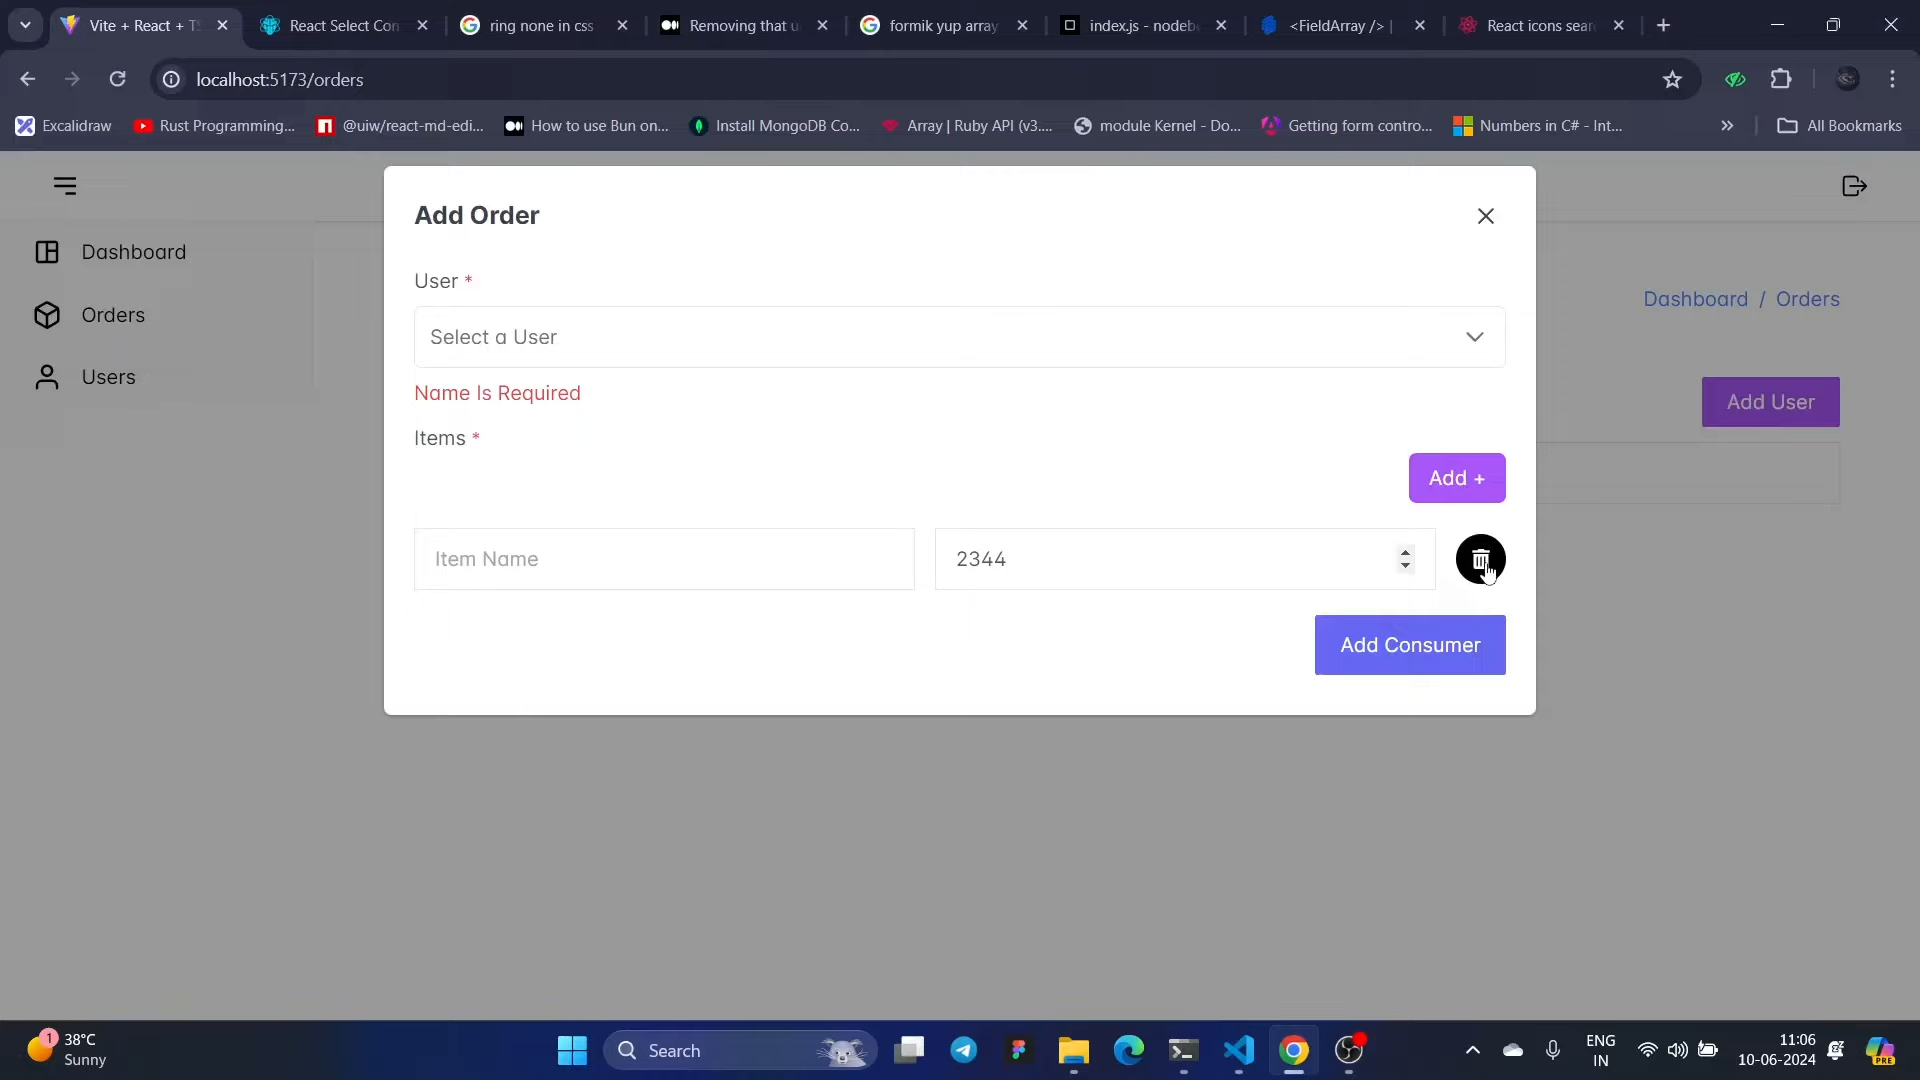 Vite + React + TS
React Select Con
ring none in css
Removing that u
formik yup array
index.js - nodebe
<FieldArray /> |
React icons sear
localhost:5173/orders
Excalidraw
Rust Programming...
@uiw/react-md-edi...
How to use Bun on...
Install MongoDB Co...
Array | Ruby API (v3....
module Kernel - Do...
Getting form contro...
Numbers in C# - Int...
All Bookmarks
Add Order
Dashboard
Orders
Users
User *
Select a User
Name Is Required
Items *
Add +
Item Name
2344
Add Consumer
Dashboard / Orders
Add User
1
38°C
Sunny
Search
ENG
IN
11:06
10-06-2024
PRE